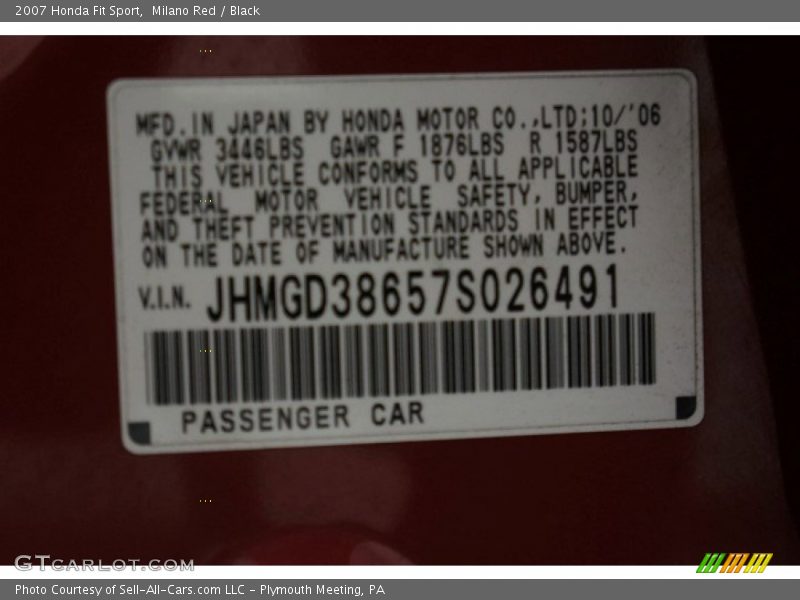 2007 Honda Fit Sport,  Milano Red / Black
MFD.IN JAPAN BY HONDA MOTOR CO.,LTD;10/'06
GVWR 3446LBS  GAWR F 1876LBS  R 1587LBS
THIS VEHICLE CONFORMS TO ALL APPLICABLE
FEDERAL MOTOR VEHICLE SAFETY, BUMPER,
AND THEFT PREVENTION STANDARDS IN EFFECT
ON THE DATE OF MANUFACTURE SHOWN ABOVE.
V.I.N. JHMGD38657S026491
PASSENGER CAR
GTcarlot.com
Photo Courtesy of Sell-All-Cars.com LLC – Plymouth Meeting, PA